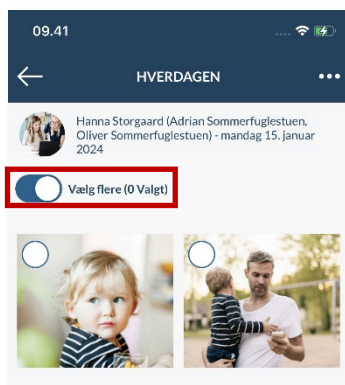 09.41
HVERDAGEN
Hanna Storgaard (Adrian Sommerfuglestuen,
Oliver Sommerfuglestuen) - mandag 15. januar
2024
Vælg flere (0 Valgt)